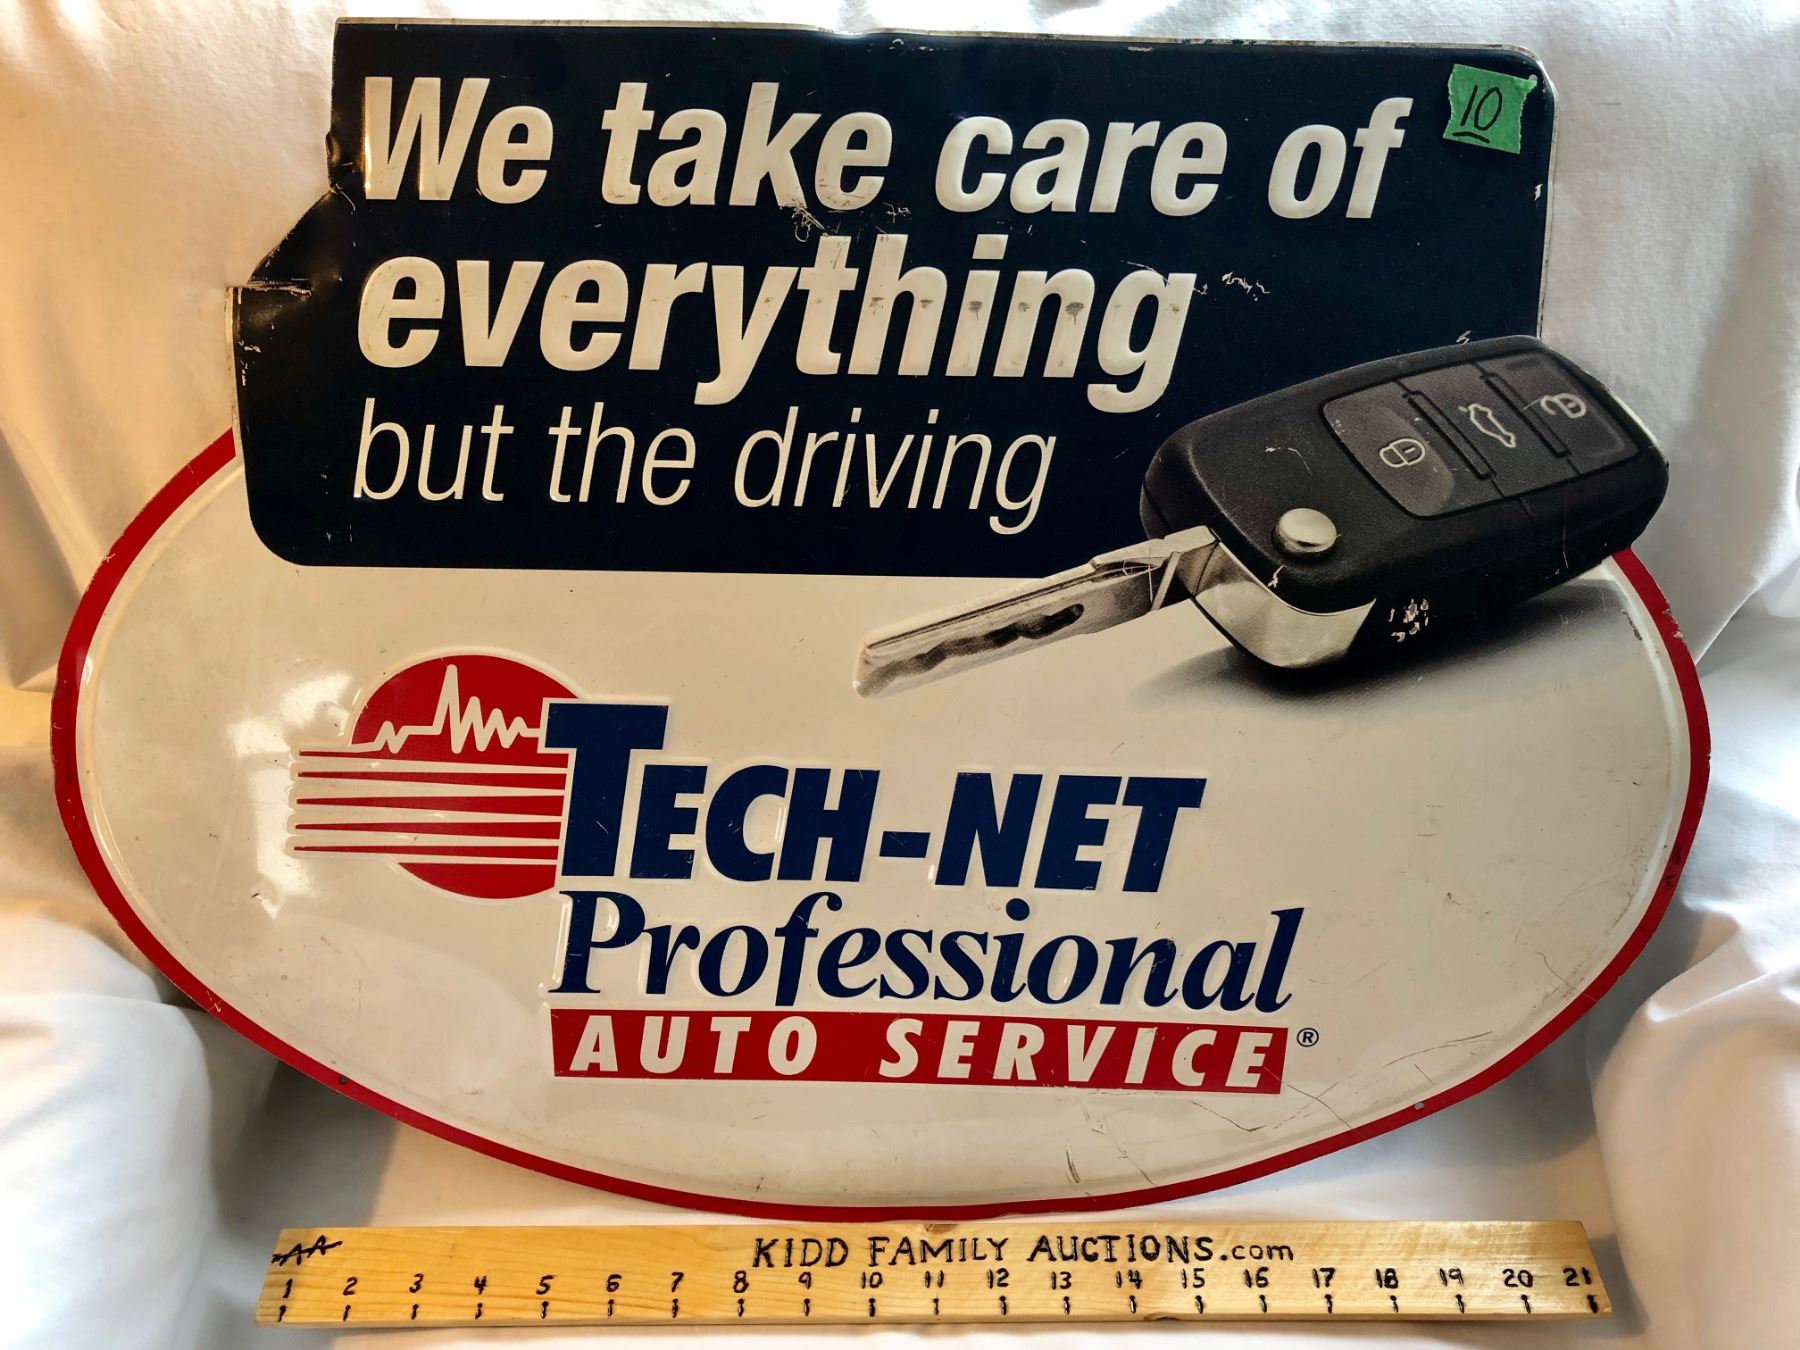 We take care of
10
everything
but the driving
TECH-NET
Professional
AUTO SERVICE®
KIDD FAMILY AUCTIONS.com
1 2 3 4 5 6 7 8 9 10 11 12 13 14 15 16 17 18 19 20 21